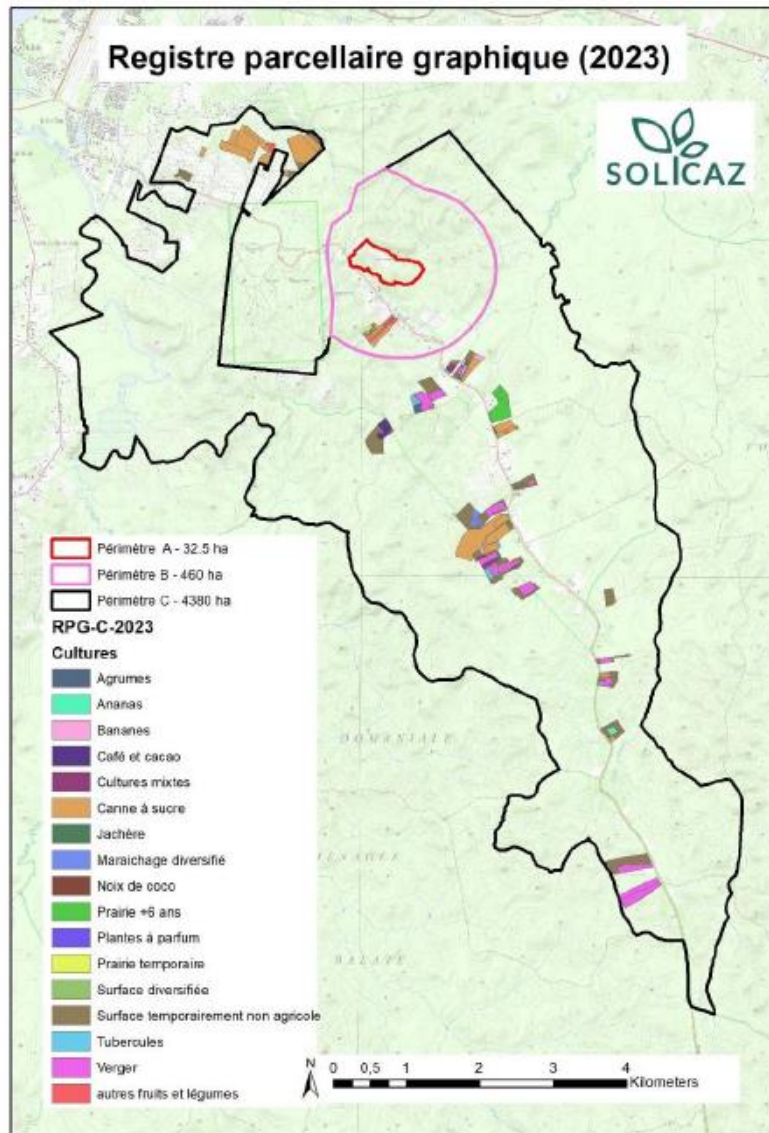 Registre parcellaire graphique (2023)
SOLICAZ
Périmètre A - 32.5 ha
Périmètre B - 460 ha
Périmètre C - 4380 ha
RPG-C-2023
Cultures
Agrumes
Ananas
Bananes
Café et cacao
Cultures mixtes
Canne à sucre
Jachère
Maraichage diversifié
Noix de coco
Prairie +6 ans
Plantes à parfum
Prairie temporaire
Surface diversifiée
Surface temporairement non agricole
Tubercules
Verger
autres fruits et légumes
DOMANIALE
N
0 0,5 1 2 3 4
Kilometers